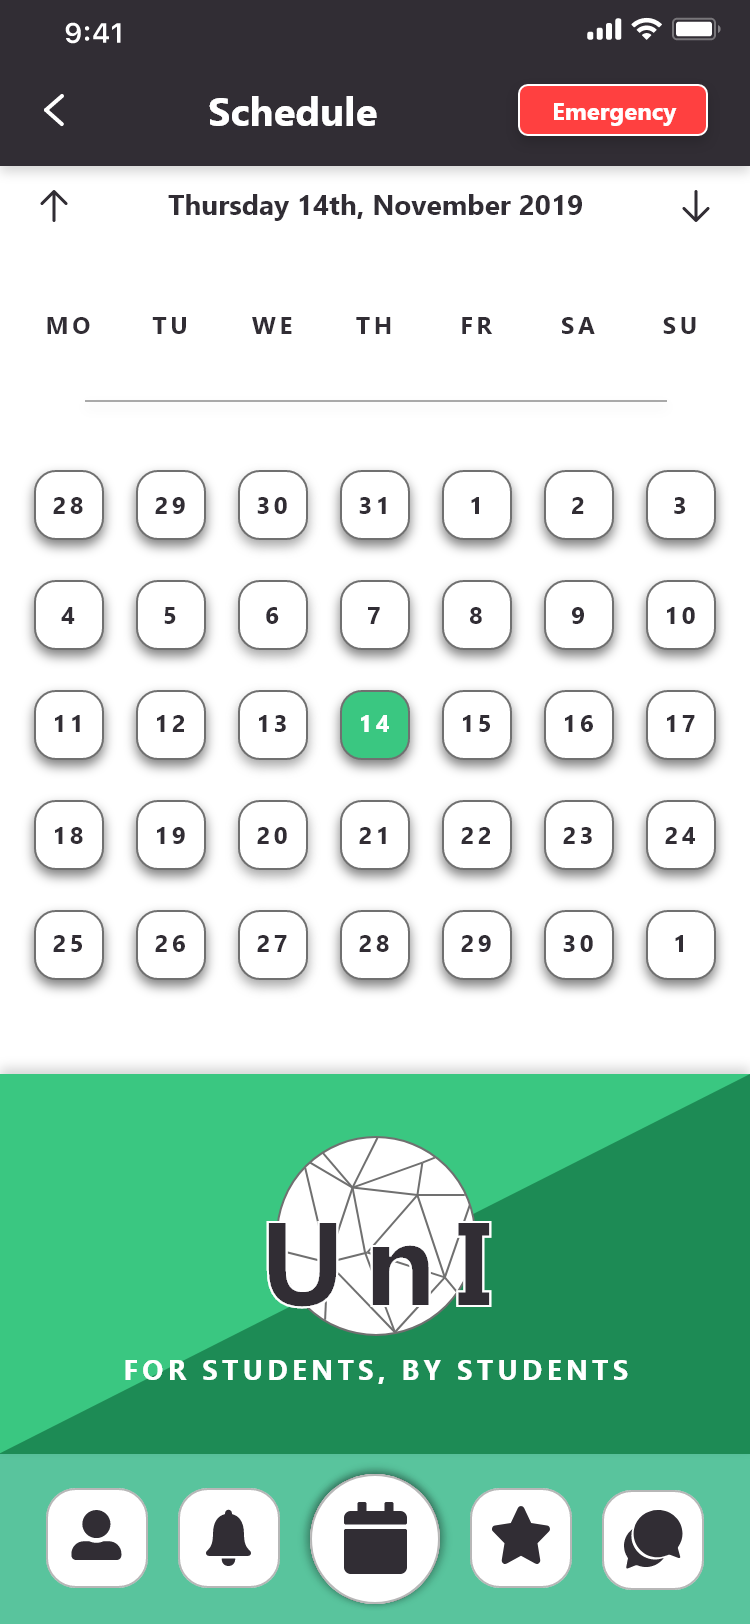 9:41
Schedule
Emergency
Thursday 14th, November 2019
MO TU WE TH FR SA SU
28 29 30 31 1 2 3
4 5 6 7 8 9 10
11 12 13 14 15 16 17
18 19 20 21 22 23 24
25 26 27 28 29 30 1
UnI
FOR STUDENTS, BY STUDENTS